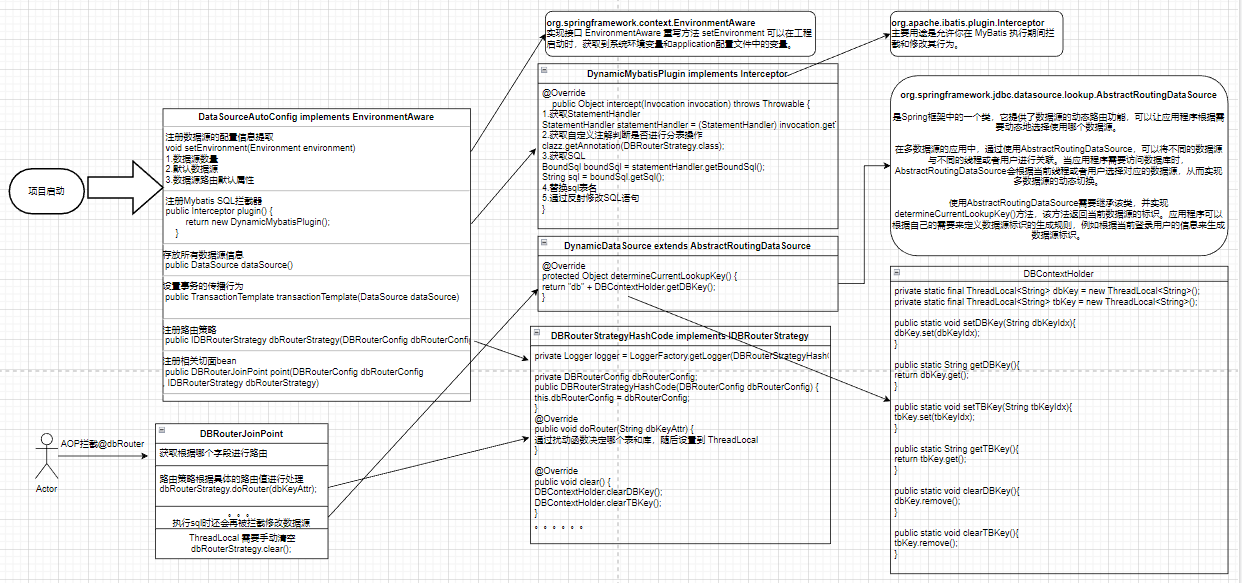 项目启动
DataSourceAutoConfig implements EnvironmentAware
注册数据源的配置信息提取
void setEnvironment(Environment environment)
1.数据源数量
2.默认数据源
3.数据源路由默认属性
注册Mybatis SQL拦截器
public Interceptor plugin() {
return new DynamicMybatisPlugin();
}
存放所有数据源信息
public DataSource dataSource()
设置事务的传播行为
public TransactionTemplate transactionTemplate(DataSource dataSource)
注册路由策略
public IDBRouterStrategy dbRouterStrategy(DBRouterConfig dbRouterConfig
注册相关切面bean
public DBRouterJoinPoint point(DBRouterConfig dbRouterConfig
, IDBRouterStrategy dbRouterStrategy)
Actor
AOP拦截@dbRouter
DBRouterJoinPoint
获取根据哪个字段进行路由
路由策略根据具体的路由值进行处理
dbRouterStrategy.doRouter(dbKeyAttr);
。。。
执行sql时还会再被拦截修改数据源
ThreadLocal 需要手动清空
dbRouterStrategy.clear();
org.springframework.context.EnvironmentAware
实现接口 EnvironmentAware 重写方法 setEnvironment 可以在工程
启动时，获取到系统环境变量和application配置文件中的变量。
DynamicMybatisPlugin implements Interceptor
@Override
public Object intercept(Invocation invocation) throws Throwable {
1.获取StatementHandler
StatementHandler statementHandler = (StatementHandler) invocation.get
2.获取自定义注解判断是否进行分表操作
clazz.getAnnotation(DBRouterStrategy.class);
3.获取SQL
BoundSql boundSql = statementHandler.getBoundSql();
String sql = boundSql.getSql();
4.替换sql表名
5.通过反射修改SQL语句
}
DynamicDataSource extends AbstractRoutingDataSource
@Override
protected Object determineCurrentLookupKey() {
return "db" + DBContextHolder.getDBKey();
}
DBRouterStrategyHashCode implements IDBRouterStrategy
private Logger logger = LoggerFactory.getLogger(DBRouterStrategyHash
private DBRouterConfig dbRouterConfig;
public DBRouterStrategyHashCode(DBRouterConfig dbRouterConfig) {
this.dbRouterConfig = dbRouterConfig;
}
@Override
public void doRouter(String dbKeyAttr) {
通过扰动函数决定哪个表和库，随后设置到 ThreadLocal
}
@Override
public void clear() {
DBContextHolder.clearDBKey();
DBContextHolder.clearTBKey();
}
。。。。。。
org.apache.ibatis.plugin.Interceptor
主要用途是允许你在 MyBatis 执行期间拦
截和修改其行为。
org.springframework.jdbc.datasource.lookup.AbstractRoutingDataSource
是Spring框架中的一个类，它提供了数据源的动态路由功能，可以让应用程序根据需
要动态地选择使用哪个数据源。
在多数据源的应用中，通过使用AbstractRoutingDataSource，可以将不同的数据源
与不同的线程或者用户进行关联。当应用程序需要访问数据库时，
AbstractRoutingDataSource会根据当前线程或者用户选择对应的数据源，从而实现
多数据源的动态切换。
使用AbstractRoutingDataSource需要继承该类，并实现
determineCurrentLookupKey()方法，该方法返回当前数据源的标识。应用程序可以
根据自己的需要来定义数据源标识的生成规则，例如根据当前登录用户的信息来生成
数据源标识。
DBContextHolder
private static final ThreadLocal<String> dbKey = new ThreadLocal<String>();
private static final ThreadLocal<String> tbKey = new ThreadLocal<String>();
public static void setDBKey(String dbKeyIdx){
dbKey.set(dbKeyIdx);
}
public static String getDBKey(){
return dbKey.get();
}
public static void setTBKey(String tbKeyIdx){
tbKey.set(tbKeyIdx);
}
public static String getTBKey(){
return tbKey.get();
}
public static void clearDBKey(){
dbKey.remove();
}
public static void clearTBKey(){
tbKey.remove();
}